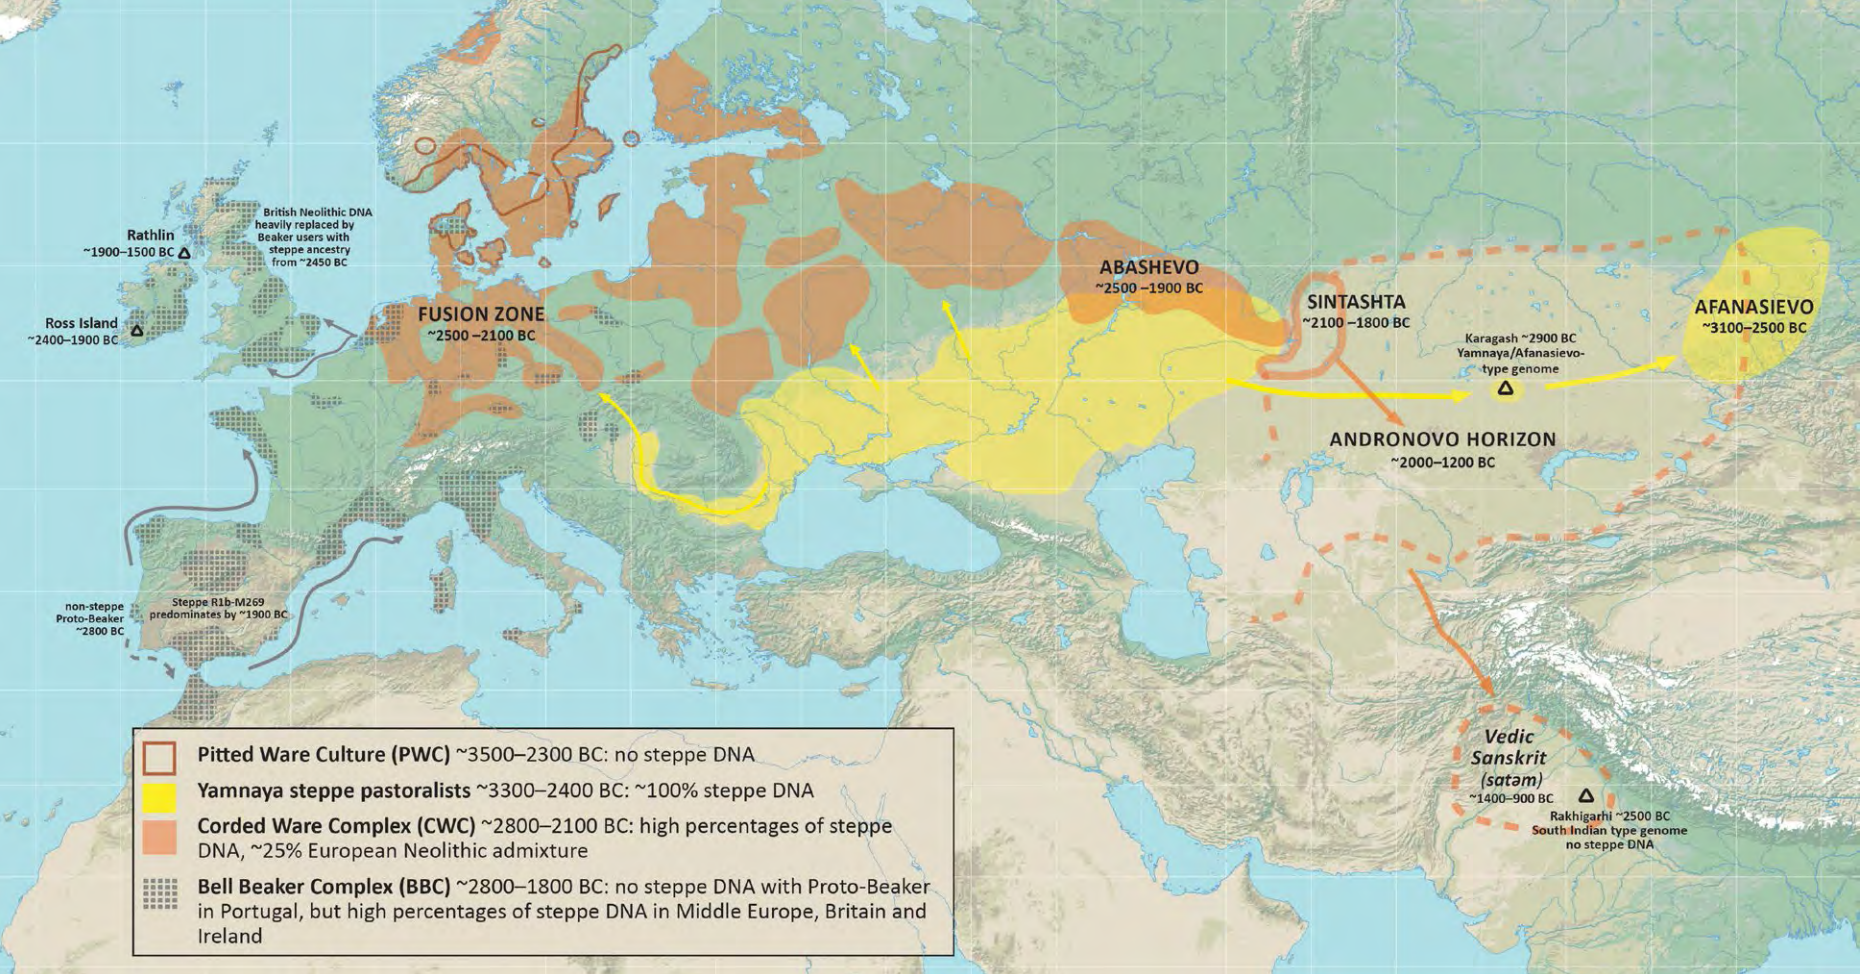 British Neolithic DNA
heavily replaced by
Beaker users with
steppe ancestry
from ~2450 BC
Rathlin
~1900–1500 BC
Ross Island
~2400–1900 BC
FUSION ZONE
~2500 –2100 BC
ABASHEVO
~2500 –1900 BC
SINTASHTA
~2100 –1800 BC
AFANASIEVO
~3100–2500 BC
Karagash ~2900 BC
Yamnaya/Afanasievo-
type genome
ANDRONOVO HORIZON
~2000–1200 BC
non-steppe
Proto-Beaker
~2800 BC
Steppe R1b-M269
predominates by ~1900 BC
Vedic
Sanskrit
(satəm)
~1400–900 BC
Rakhigarhi ~2500 BC
South Indian type genome
no steppe DNA
Pitted Ware Culture (PWC) ~3500–2300 BC: no steppe DNA
Yamnaya steppe pastoralists ~3300–2400 BC: ~100% steppe DNA
Corded Ware Complex (CWC) ~2800–2100 BC: high percentages of steppe
DNA, ~25% European Neolithic admixture
Bell Beaker Complex (BBC) ~2800–1800 BC: no steppe DNA with Proto-Beaker
in Portugal, but high percentages of steppe DNA in Middle Europe, Britain and
Ireland